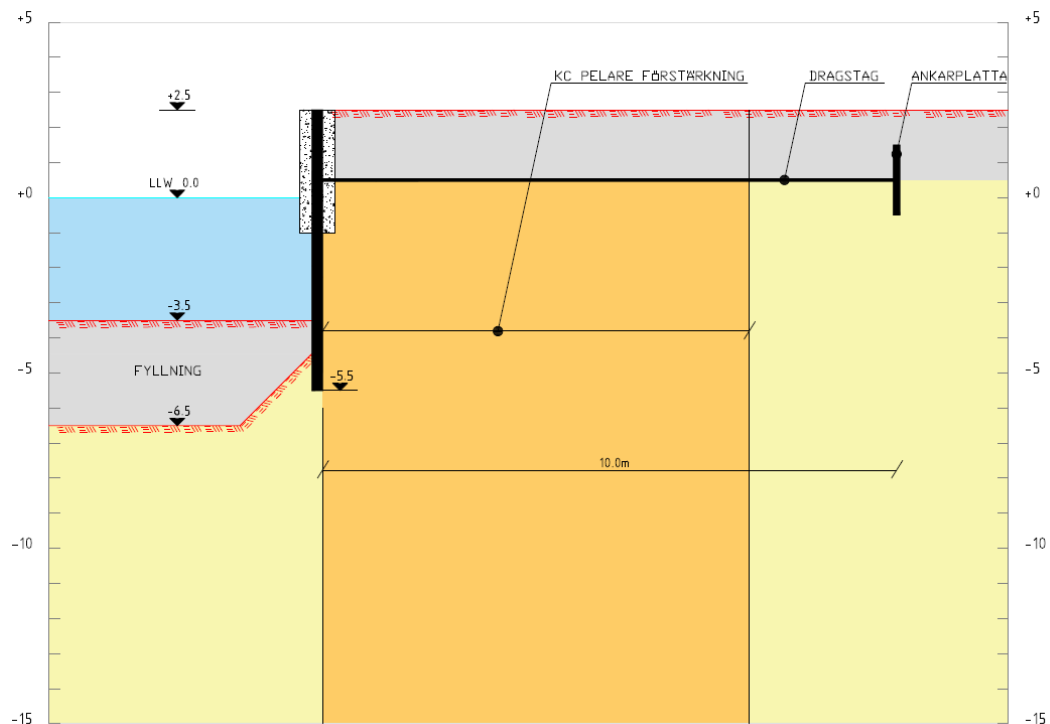 +5
+5
KC PELARE FÖRSTÄRKNING
DRAGSTAG
ANKARPLATTA
+2.5
LLW 0.0
+0
+0
-3.5
FYLLNING
-5
-5.5
-5
-6.5
10.0m
-10
-10
-15
-15